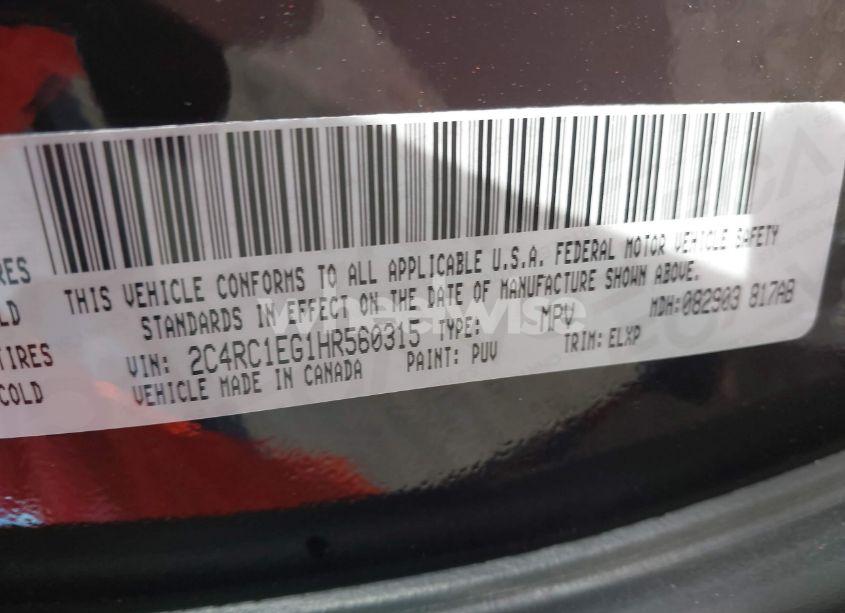 RES
LD
TIRES
COLD
THIS VEHICLE CONFORMS TO ALL APPLICABLE U.S.A. FEDERAL MOTOR VEHICLE SAFETY
STANDARDS IN EFFECT ON THE DATE OF MANUFACTURE SHOWN ABOVE.
MDH:082903 817AB
VIN: 2C4RC1EG1HR560315 TYPE: MPV
VEHICLE MADE IN CANADA PAINT: PUV TRIM: ELXP
wheelwise